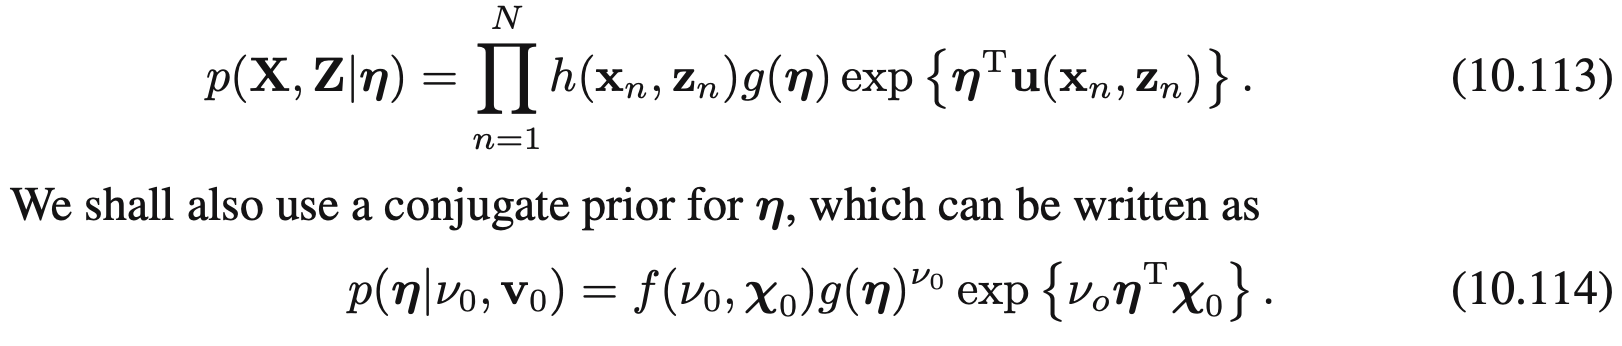 p(X, Z|η) = ∏_{n=1}^{N} h(x_n, z_n)g(η) exp {η^T u(x_n, z_n)} . (10.113)
We shall also use a conjugate prior for η, which can be written as
p(η|ν_0, v_0) = f(ν_0, χ_0)g(η)^{ν_0} exp {ν_o η^T χ_0} . (10.114)